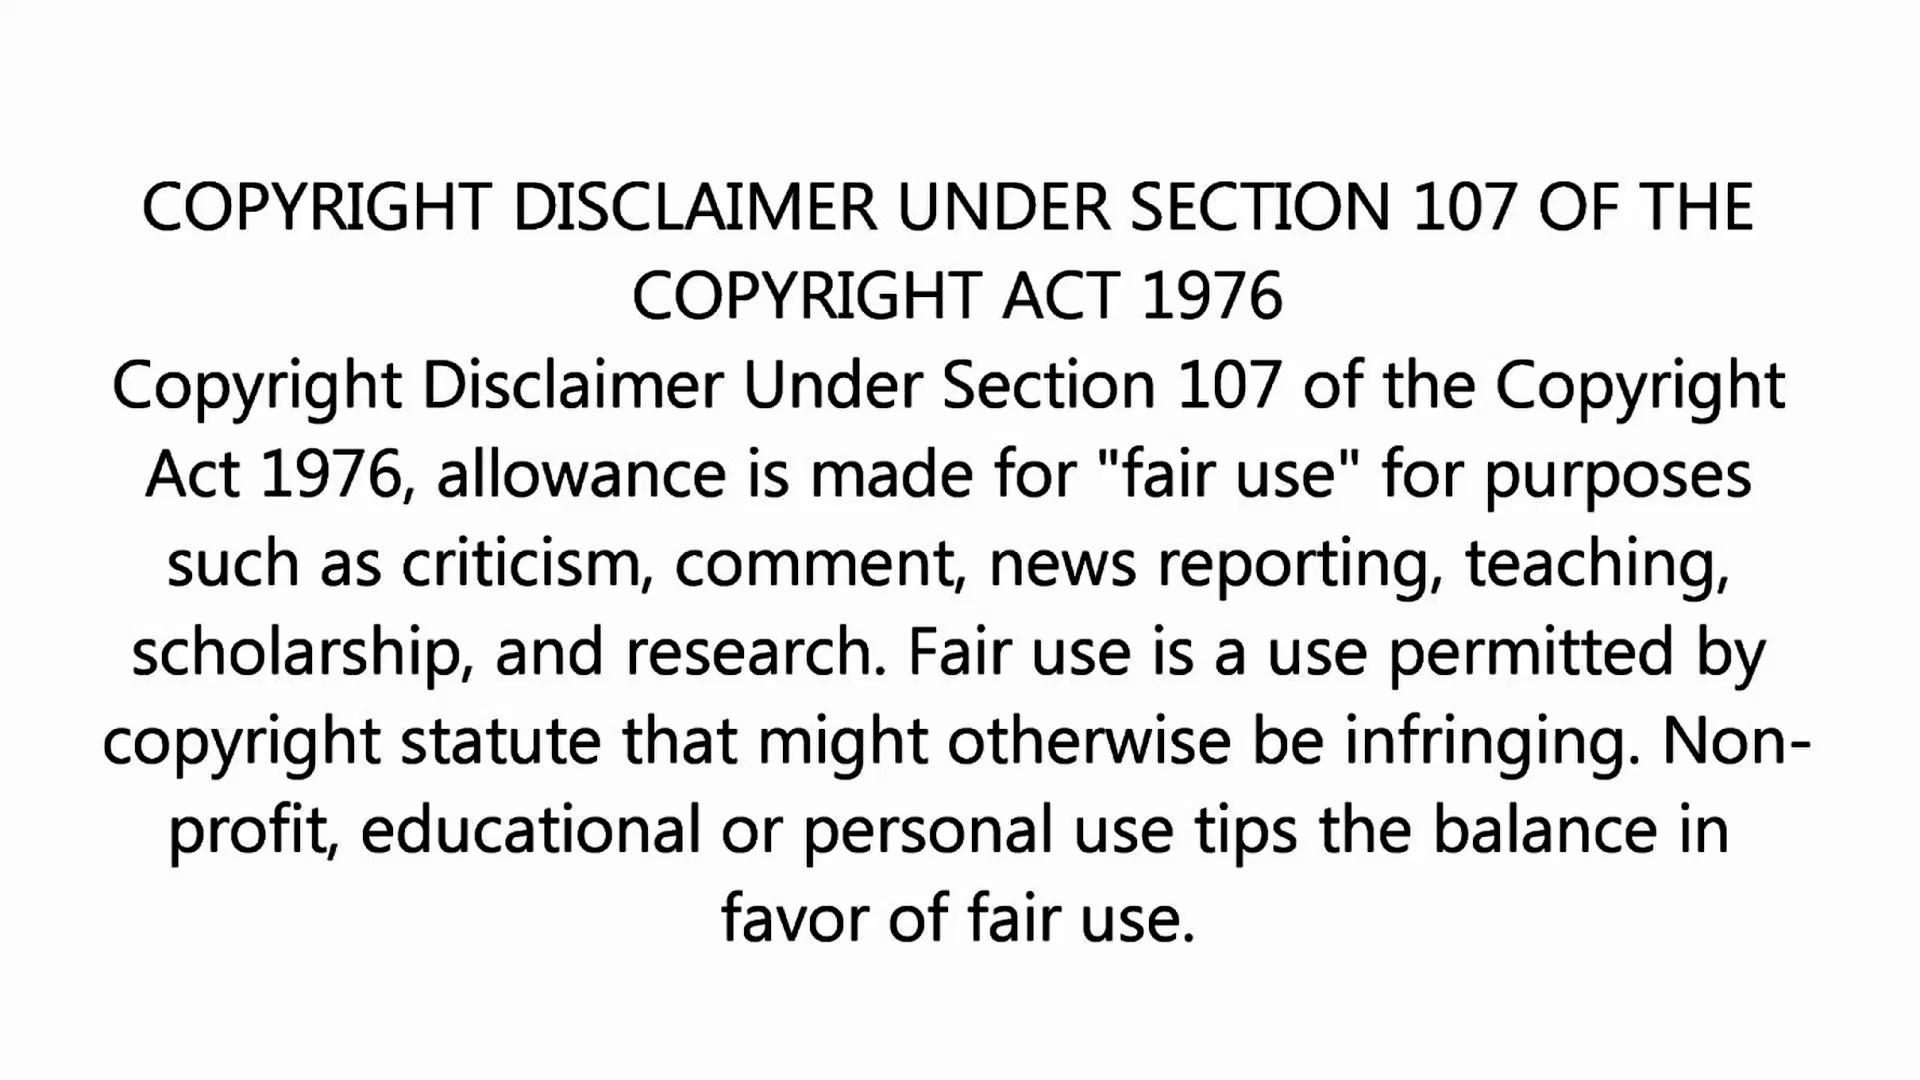 COPYRIGHT DISCLAIMER UNDER SECTION 107 OF THE
COPYRIGHT ACT 1976
Copyright Disclaimer Under Section 107 of the Copyright
Act 1976, allowance is made for "fair use" for purposes
such as criticism, comment, news reporting, teaching,
scholarship, and research. Fair use is a use permitted by
copyright statute that might otherwise be infringing. Non-
profit, educational or personal use tips the balance in
favor of fair use.